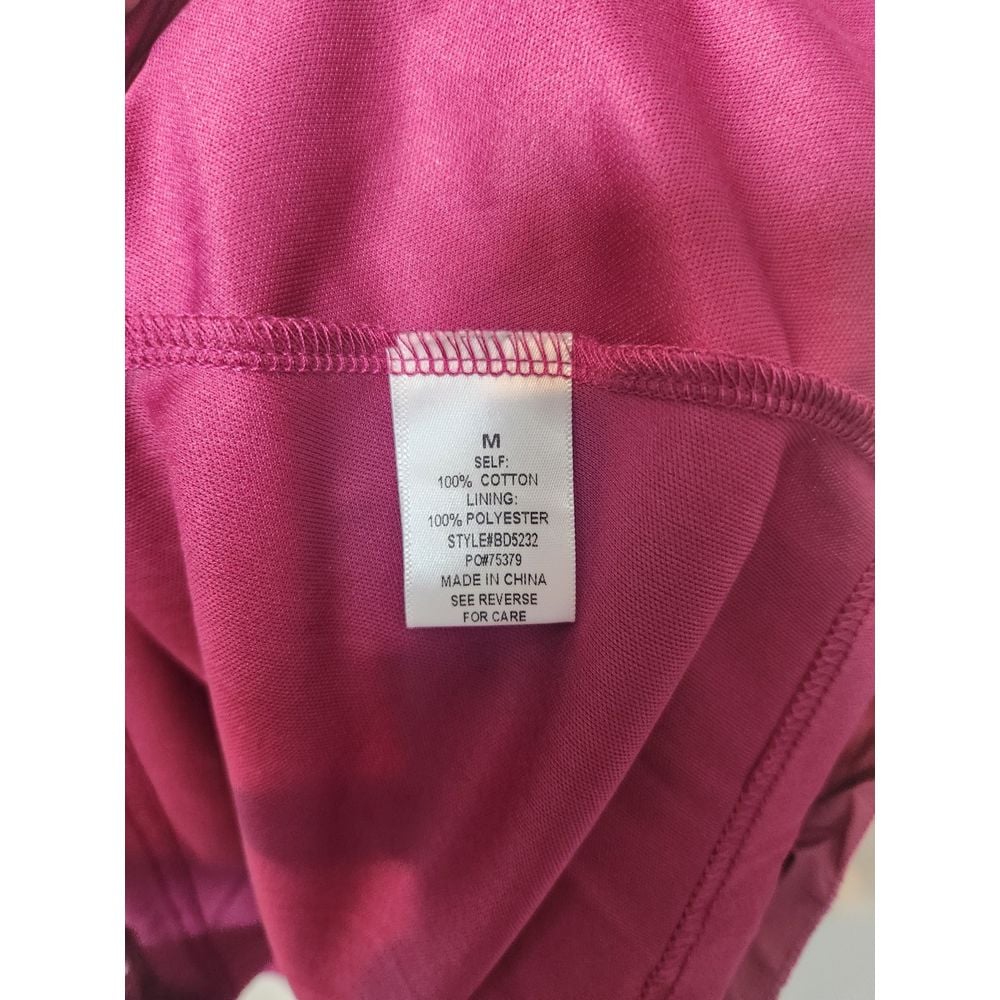 M
SELF:
100% COTTON
LINING:
100% POLYESTER
STYLE#BD5232
PO#75379
MADE IN CHINA
SEE REVERSE
FOR CARE